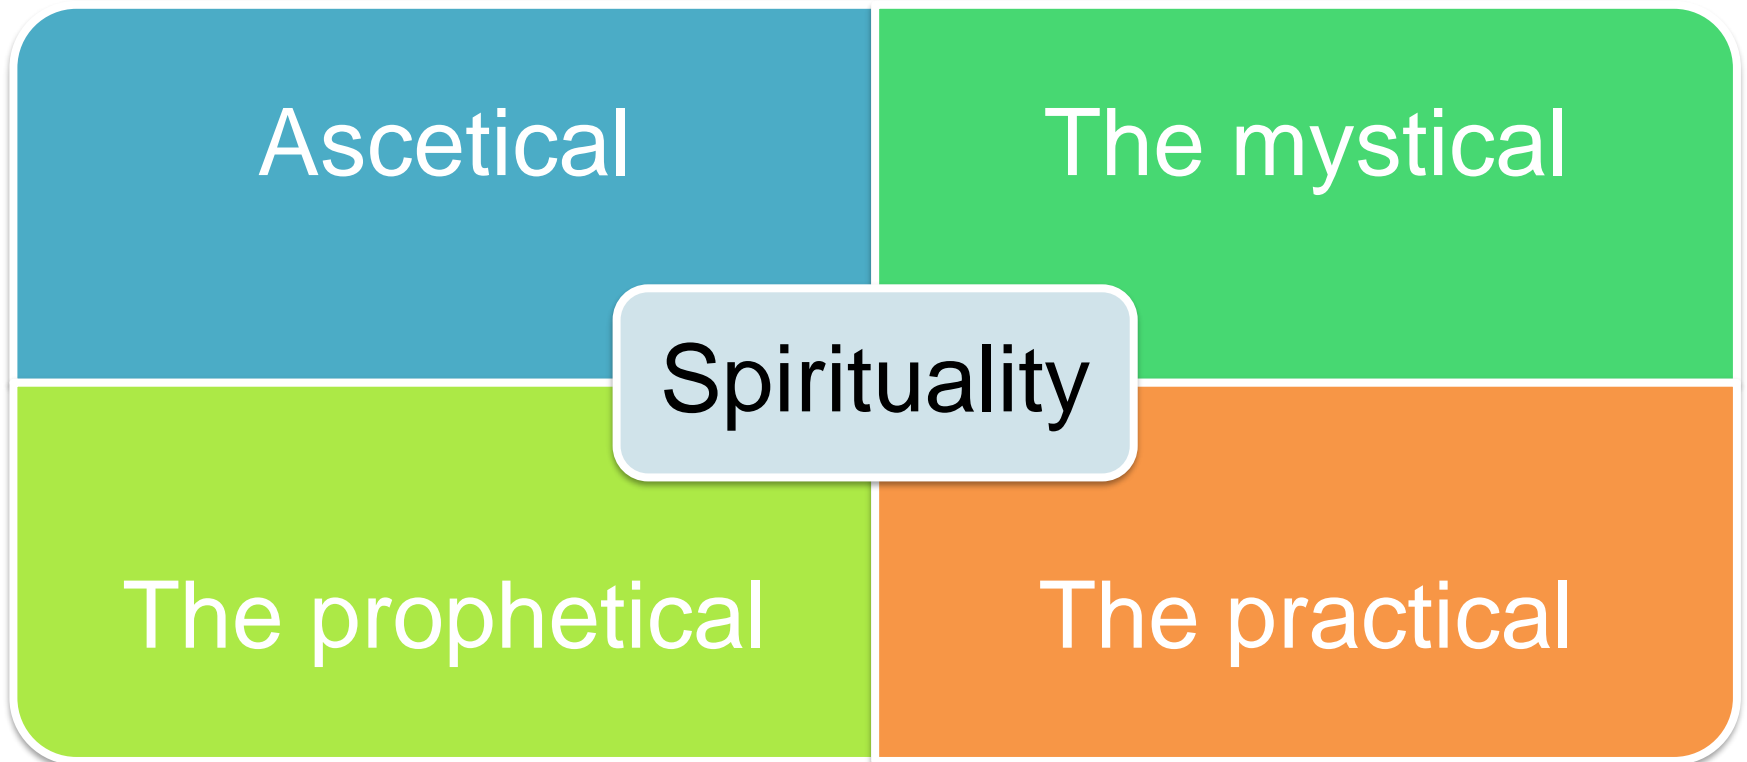 Ascetical
The mystical
Spirituality
The prophetical
The practical